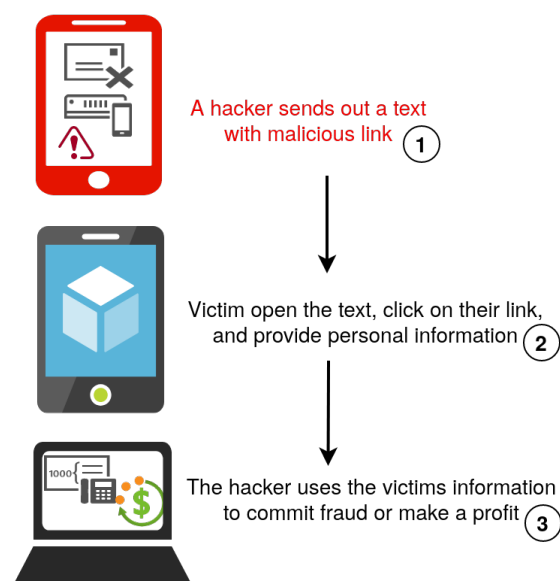 A hacker sends out a text
with malicious link 1
Victim open the text, click on their link,
and provide personal information 2
1000{
$
The hacker uses the victims information
to commit fraud or make a profit 3